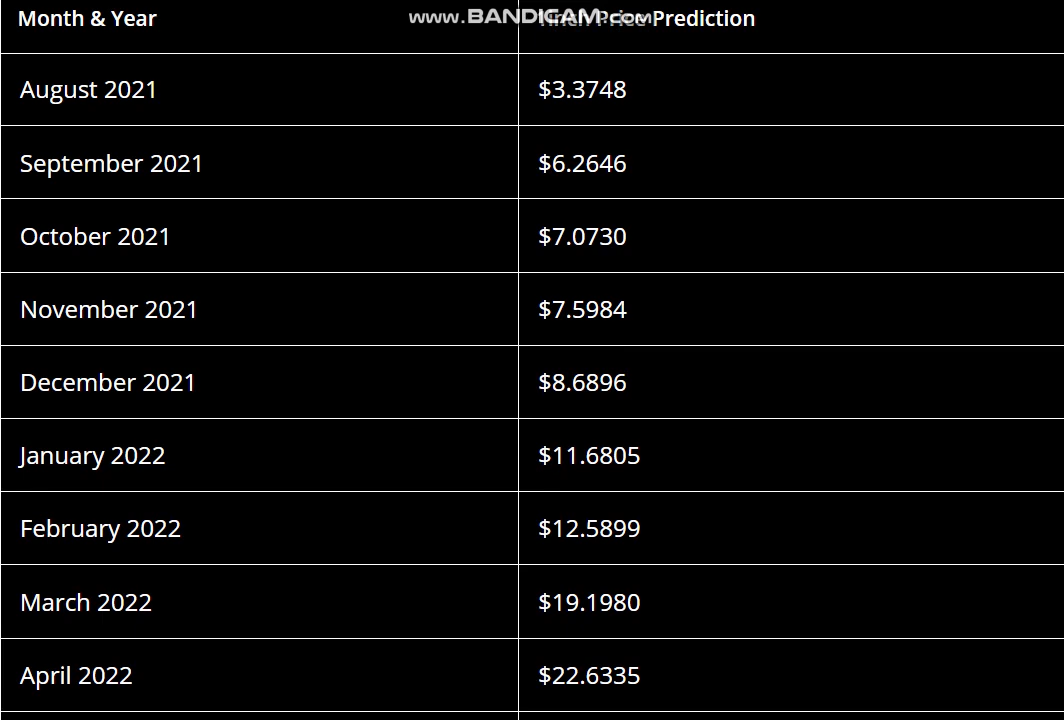 www.BANDICAM.com
Month & Year 1inch Price Prediction
August 2021 $3.3748
September 2021 $6.2646
October 2021 $7.0730
November 2021 $7.5984
December 2021 $8.6896
January 2022 $11.6805
February 2022 $12.5899
March 2022 $19.1980
April 2022 $22.6335